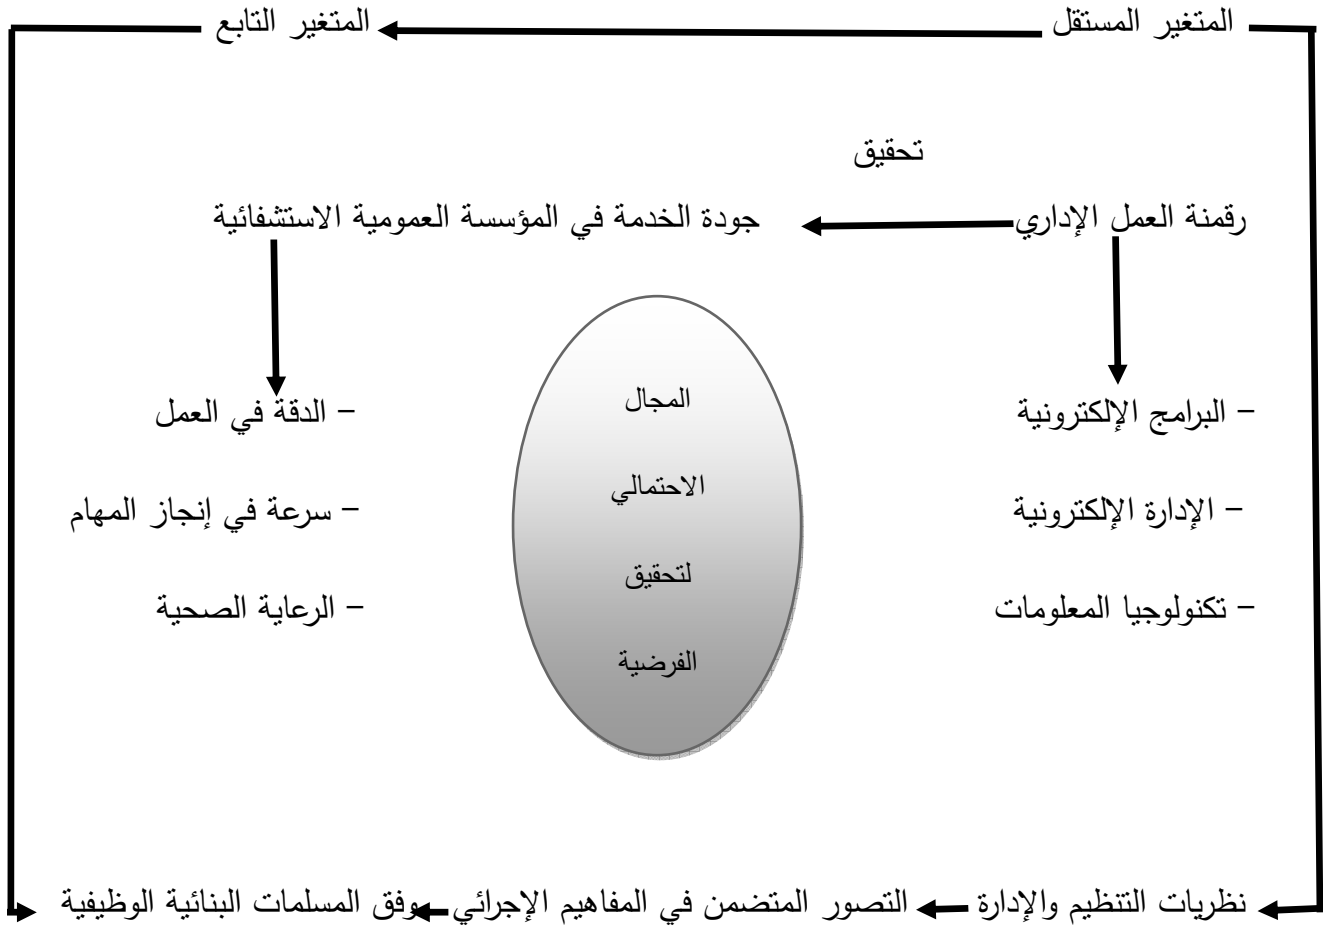 المتغير المستقل المتغير التابع
تحقيق
رقمنة العمل الإداري جودة الخدمة في المؤسسة العمومية الاستشفائية
المجال
– البرامج الإلكترونية – الدقة في العمل
الاحتمالي
– الإدارة الإلكترونية – سرعة في إنجاز المهام
لتحقيق
– تكنولوجيا المعلومات – الرعاية الصحية
الفرضية
نظريات التنظيم والإدارة التصور المتضمن في المفاهيم الإجرائي وفق المسلمات البنائية الوظيفية